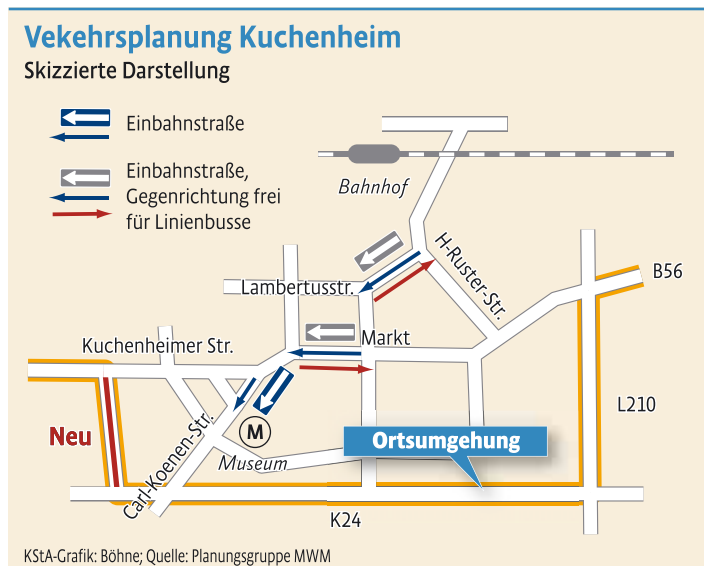 Vekehrsplanung Kuchenheim
Skizzierte Darstellung
Einbahnstraße
Einbahnstraße,
Gegenrichtung frei
für Linienbusse
Bahnhof
H-Ruster-Str.
B56
Lambertusstr.
Markt
Kuchenheimer Str.
L210
Neu
M
Ortsumgehung
Carl-Koenen-Str.
Museum
K24
KStA-Grafik: Böhne; Quelle: Planungsgruppe MWM